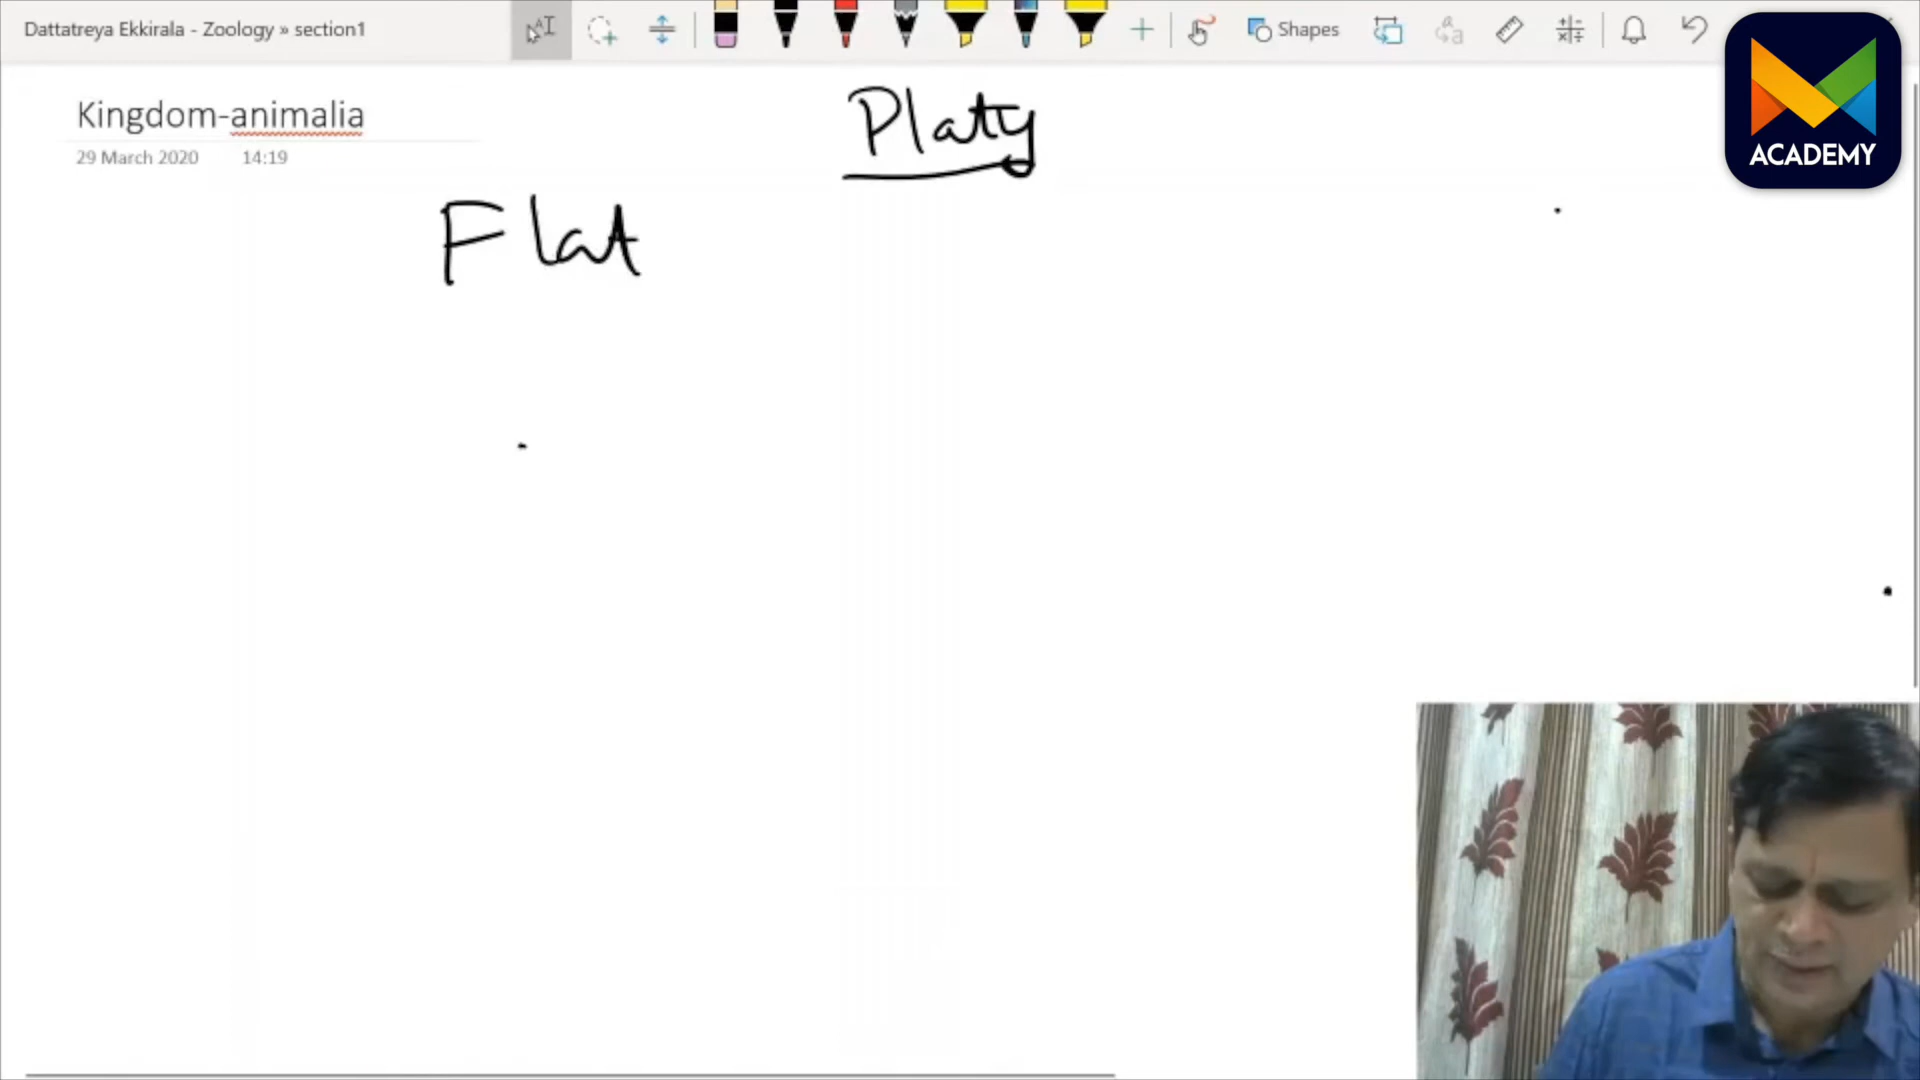 Dattatreya Ekkirala - Zoology » section1
Shapes
ACADEMY
Kingdom-animalia
29 March 2020 14:19
Platy
Flat